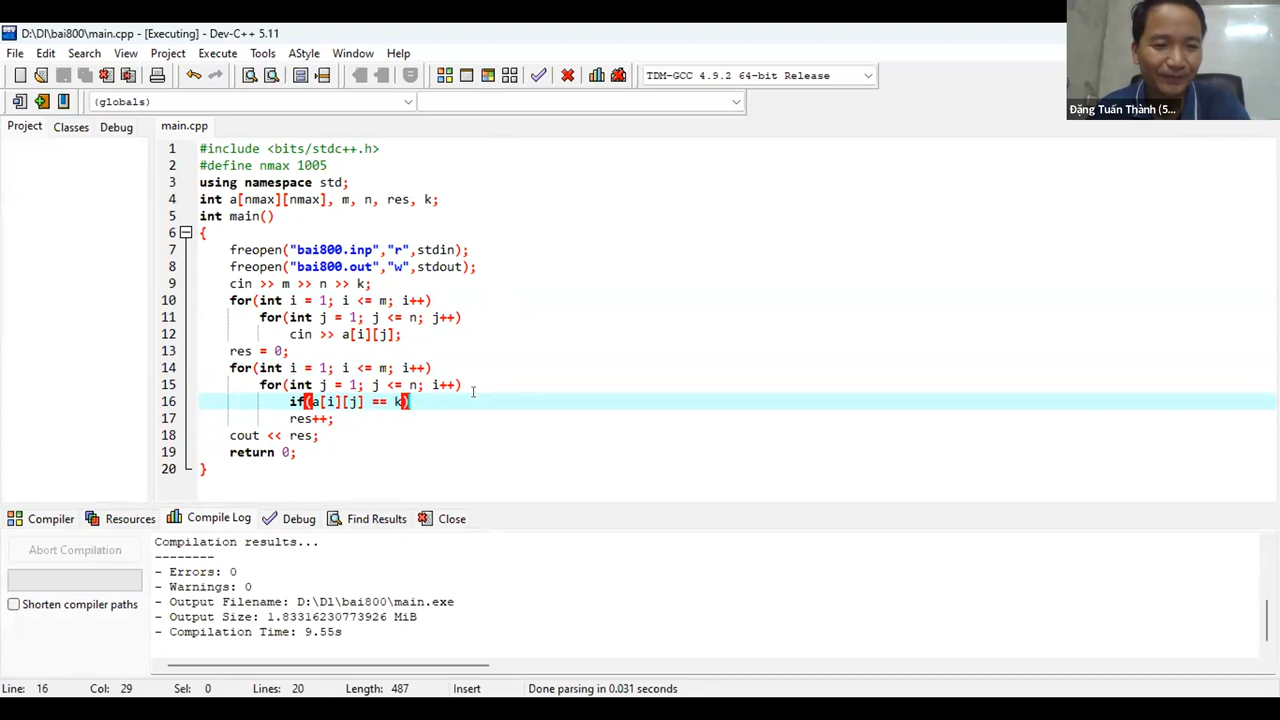 D:\Dl\bai800\main.cpp - [Executing] - Dev-C++ 5.11
File Edit Search View Project Execute Tools AStyle Window Help
TDM-GCC 4.9.2 64-bit Release
(globals)
Đặng Tuấn Thành (5...
Project Classes Debug main.cpp
1 #include <bits/stdc++.h>
2 #define nmax 1005
3 using namespace std;
4 int a[nmax][nmax], m, n, res, k;
5 int main()
6 {
7 freopen("bai800.inp","r",stdin);
8 freopen("bai800.out","w",stdout);
9 cin >> m >> n >> k;
10 for(int i = 1; i <= m; i++)
11 for(int j = 1; j <= n; j++)
12 cin >> a[i][j];
13 res = 0;
14 for(int i = 1; i <= m; i++)
15 for(int j = 1; j <= n; i++)
16 if(a[i][j] == k)
17 res++;
18 cout << res;
19 return 0;
20 }
Compiler Resources Compile Log Debug Find Results Close
Abort Compilation
Shorten compiler paths
Compilation results...
--------
- Errors: 0
- Warnings: 0
- Output Filename: D:\Dl\bai800\main.exe
- Output Size: 1.83316230773926 MiB
- Compilation Time: 9.55s
Line: 16 Col: 29 Sel: 0 Lines: 20 Length: 487 Insert Done parsing in 0.031 seconds